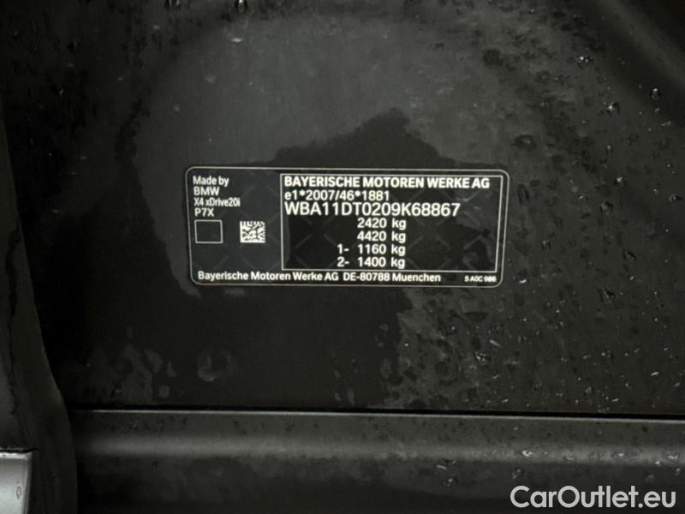 Made by
BMW
X4 xDrive20i
P7X
BAYERISCHE MOTOREN WERKE AG
e1*2007/46*1881
WBA11DT0209K68867
2420 kg
4420 kg
1- 1160 kg
2- 1400 kg
Bayerische Motoren Werke AG DE-80788 Muenchen
CarOutlet.eu